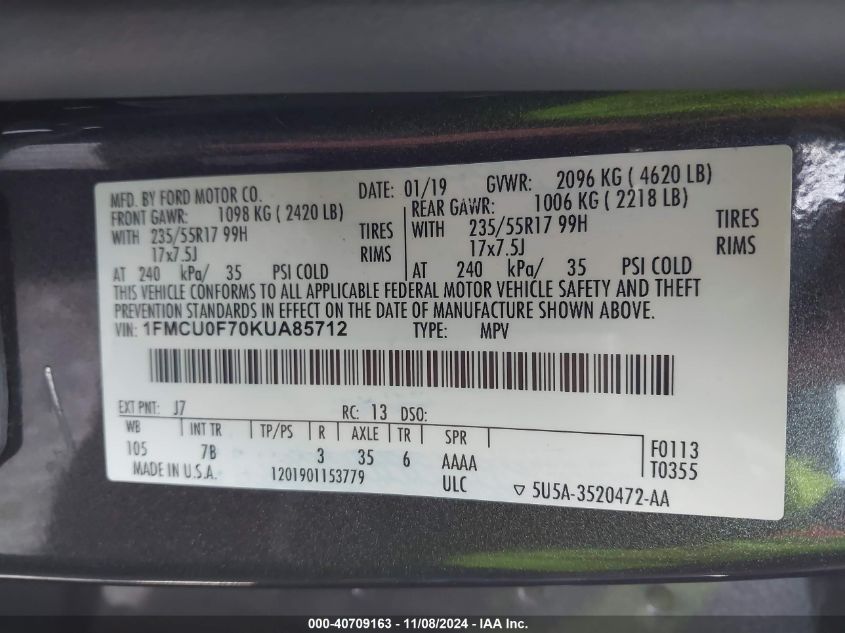 MFD. BY FORD MOTOR CO. DATE: 01/19 GVWR: 2096 KG ( 4620 LB)
FRONT GAWR: 1098 KG ( 2420 LB) REAR GAWR: 1006 KG ( 2218 LB)
WITH 235/55R17 99H TIRES WITH 235/55R17 99H TIRES
17x7.5J RIMS 17x7.5J RIMS
AT 240 kPa/ 35 PSI COLD AT 240 kPa/ 35 PSI COLD
THIS VEHICLE CONFORMS TO ALL APPLICABLE FEDERAL MOTOR VEHICLE SAFETY AND THEFT
PREVENTION STANDARDS IN EFFECT ON THE DATE OF MANUFACTURE SHOWN ABOVE.
VIN: 1FMCU0F70KUA85712 TYPE: MPV
EXT PNT: J7 RC: 13 DSO:
WB INT TR TP/PS R AXLE TR SPR
105 7B 3 35 6 AAAA F0113
MADE IN U.S.A. 1201901153779 ULC T0355
▽ 5U5A-3520472-AA
000-40709163 - 11/08/2024 - IAA Inc.